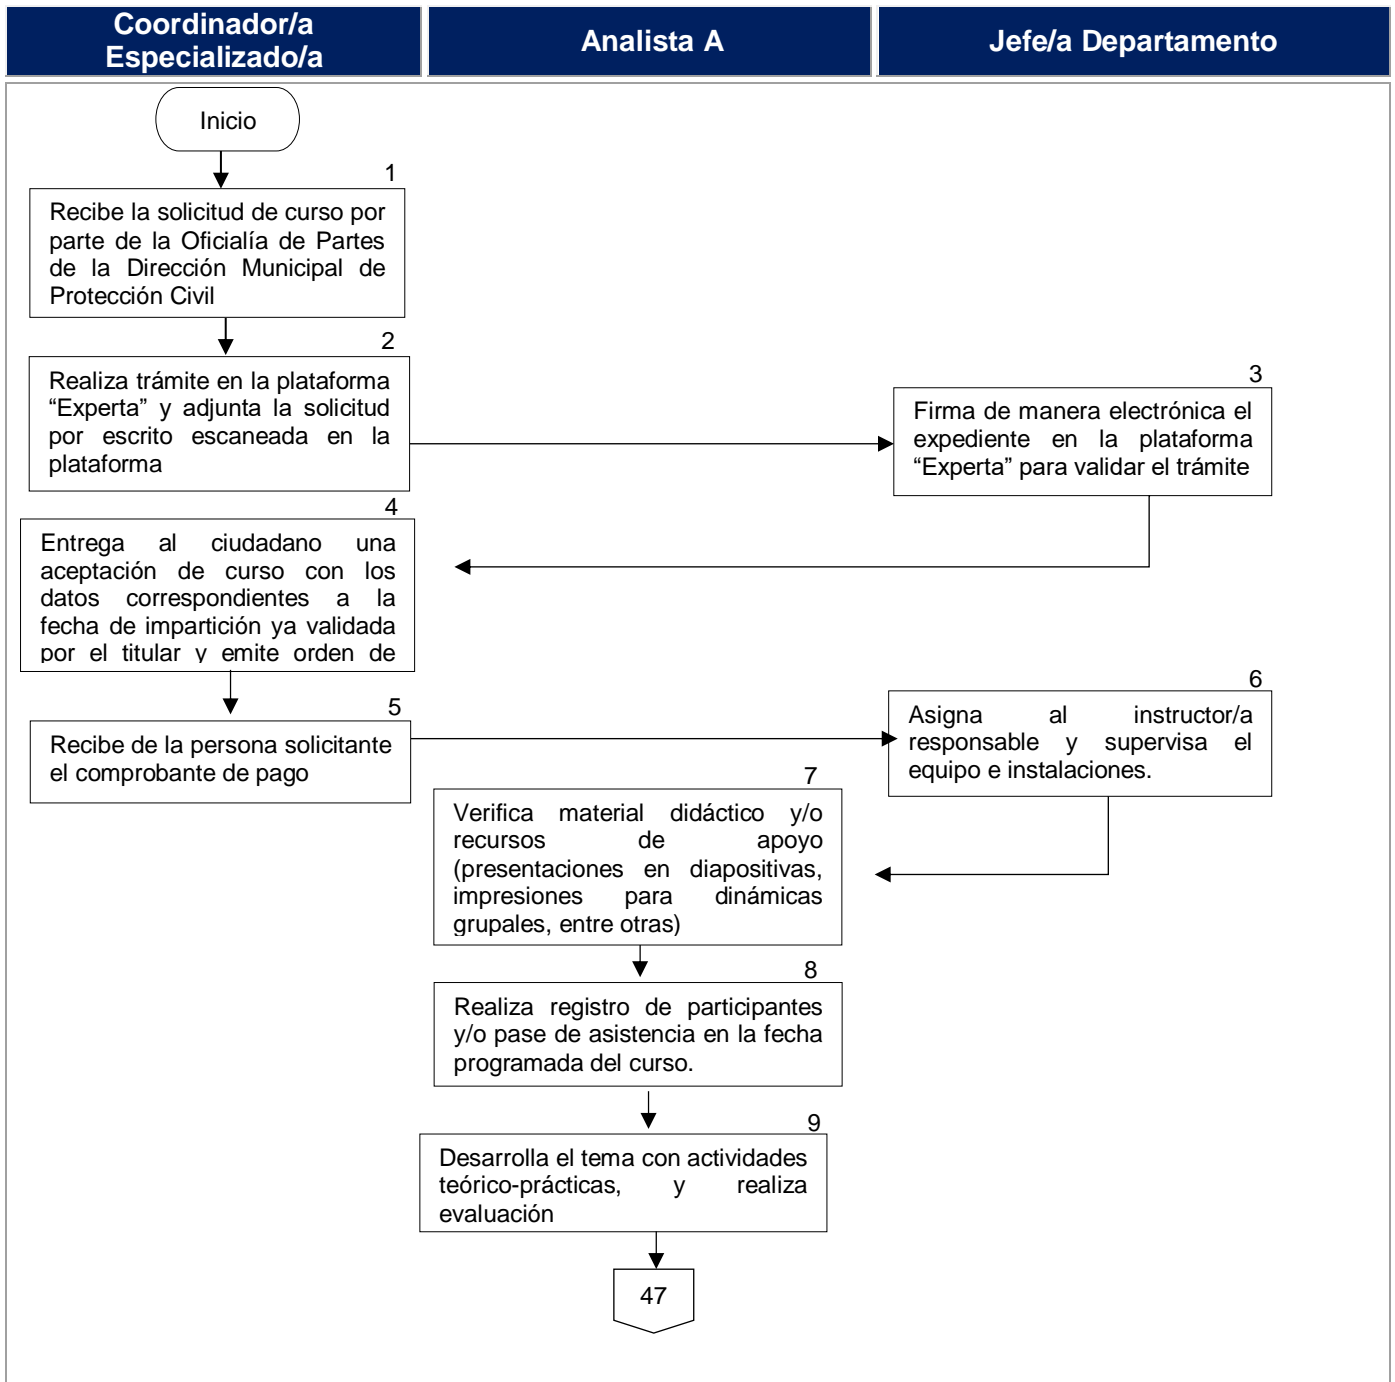 Coordinador/a
Especializado/a
Analista A
Jefe/a Departamento
Inicio
1
Recibe la solicitud de curso por
parte de la Oficialía de Partes
de la Dirección Municipal de
Protección Civil
2
Realiza trámite en la plataforma
“Experta” y adjunta la solicitud
por escrito escaneada en la
plataforma
3
Firma de manera electrónica el
expediente en la plataforma
“Experta” para validar el trámite
4
Entrega al ciudadano una
aceptación de curso con los
datos correspondientes a la
fecha de impartición ya validada
por el titular y emite orden de
5
Recibe de la persona solicitante
el comprobante de pago
6
Asigna al instructor/a
responsable y supervisa el
equipo e instalaciones.
7
Verifica material didáctico y/o
recursos de apoyo
(presentaciones en diapositivas,
impresiones para dinámicas
grupales, entre otras)
8
Realiza registro de participantes
y/o pase de asistencia en la fecha
programada del curso.
9
Desarrolla el tema con actividades
teórico-prácticas, y realiza
evaluación
47